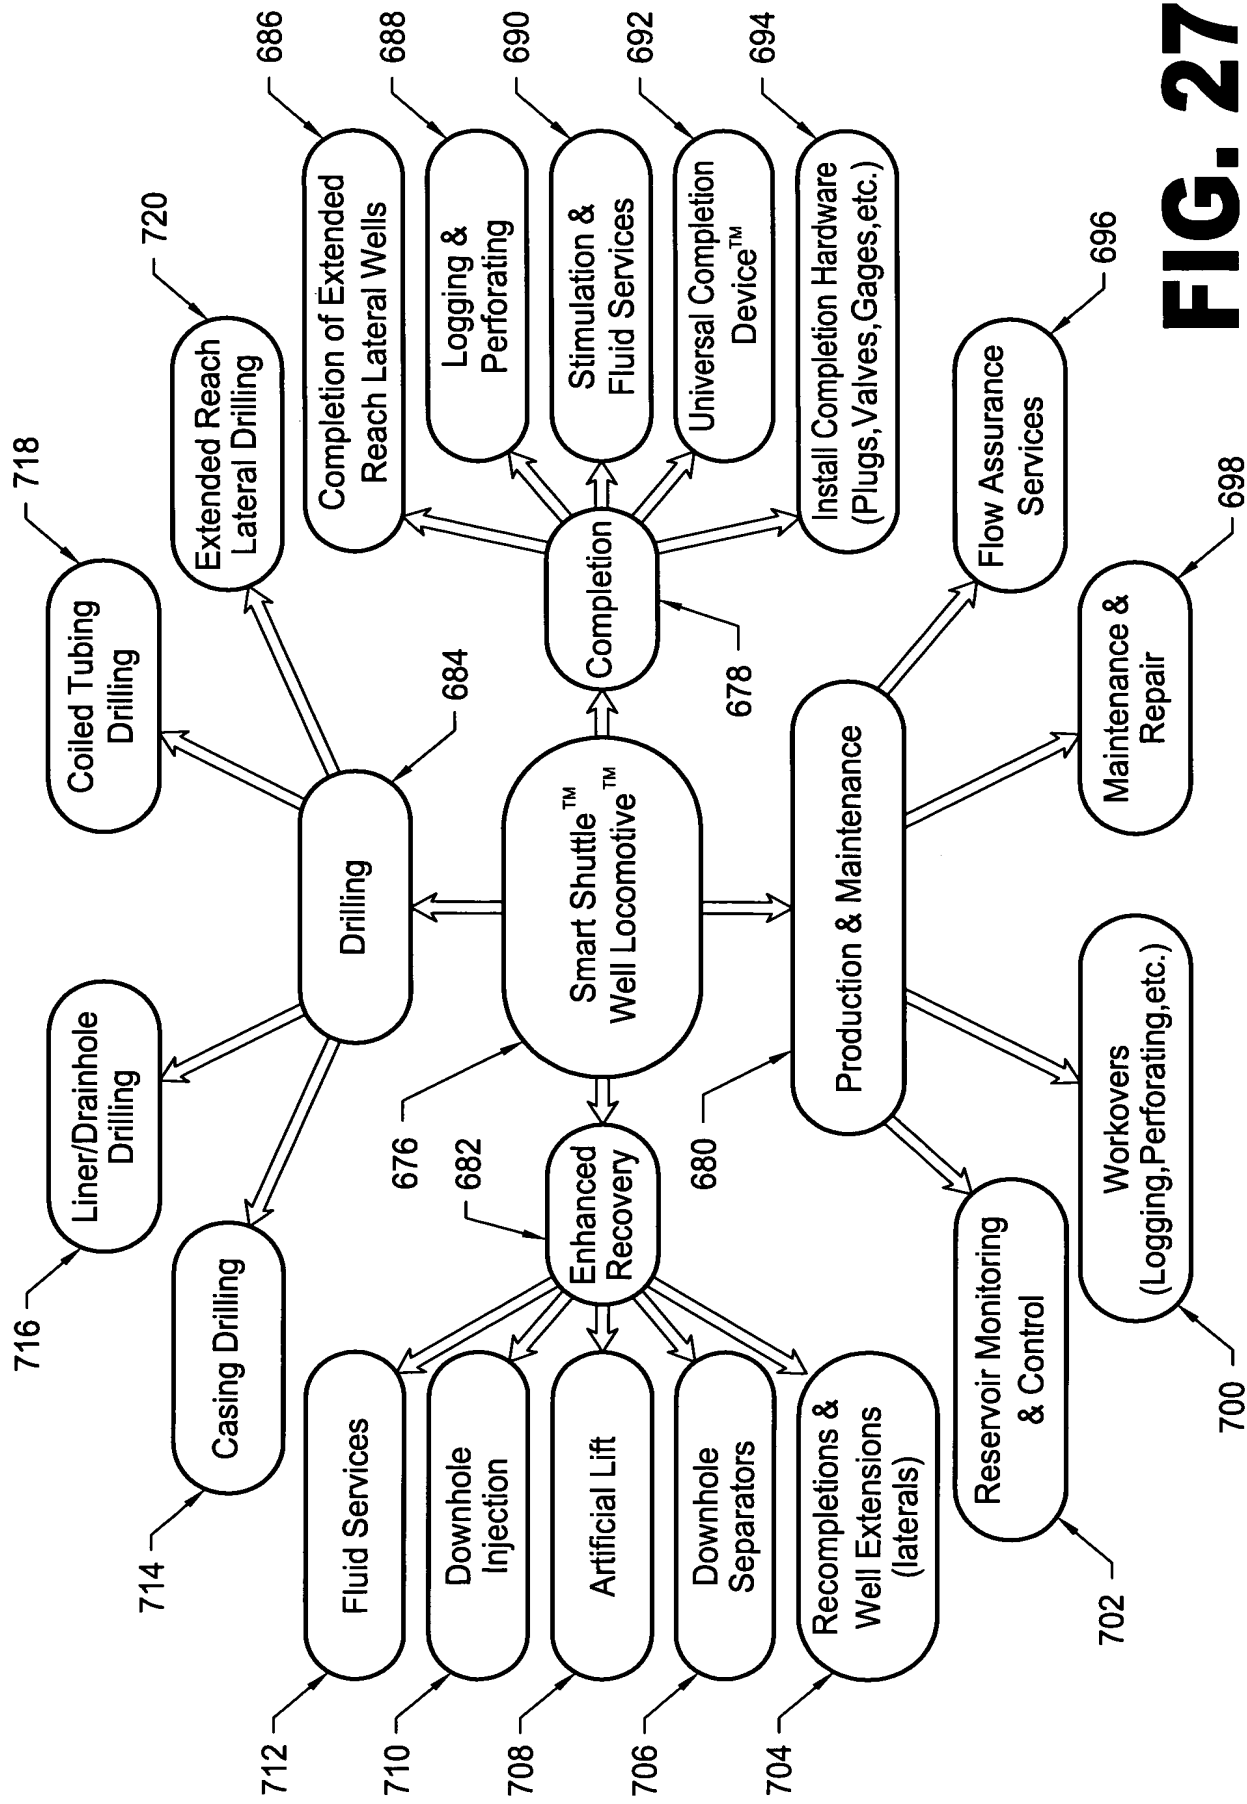 718
Coiled Tubing
Drilling
716
Liner/Drainhole
Drilling
720
Extended Reach
Lateral Drilling
714
Casing Drilling
684
Drilling
686
Completion of Extended
Reach Lateral Wells
688
Logging &
Perforating
690
Stimulation &
Fluid Services
692
Universal Completion
Device™
694
Install Completion Hardware
(Plugs,Valves,Gages,etc.)
Completion
678
676
Smart Shuttle™
Well Locomotive™
682
Enhanced
Recovery
712
Fluid Services
710
Downhole
Injection
708
Artificial Lift
706
Downhole
Separators
704
Recompletions &
Well Extensions
(laterals)
680
Production & Maintenance
702
Reservoir Monitoring
& Control
700
Workovers
(Logging,Perforating,etc.)
698
Maintenance &
Repair
696
Flow Assurance
Services
FIG. 27